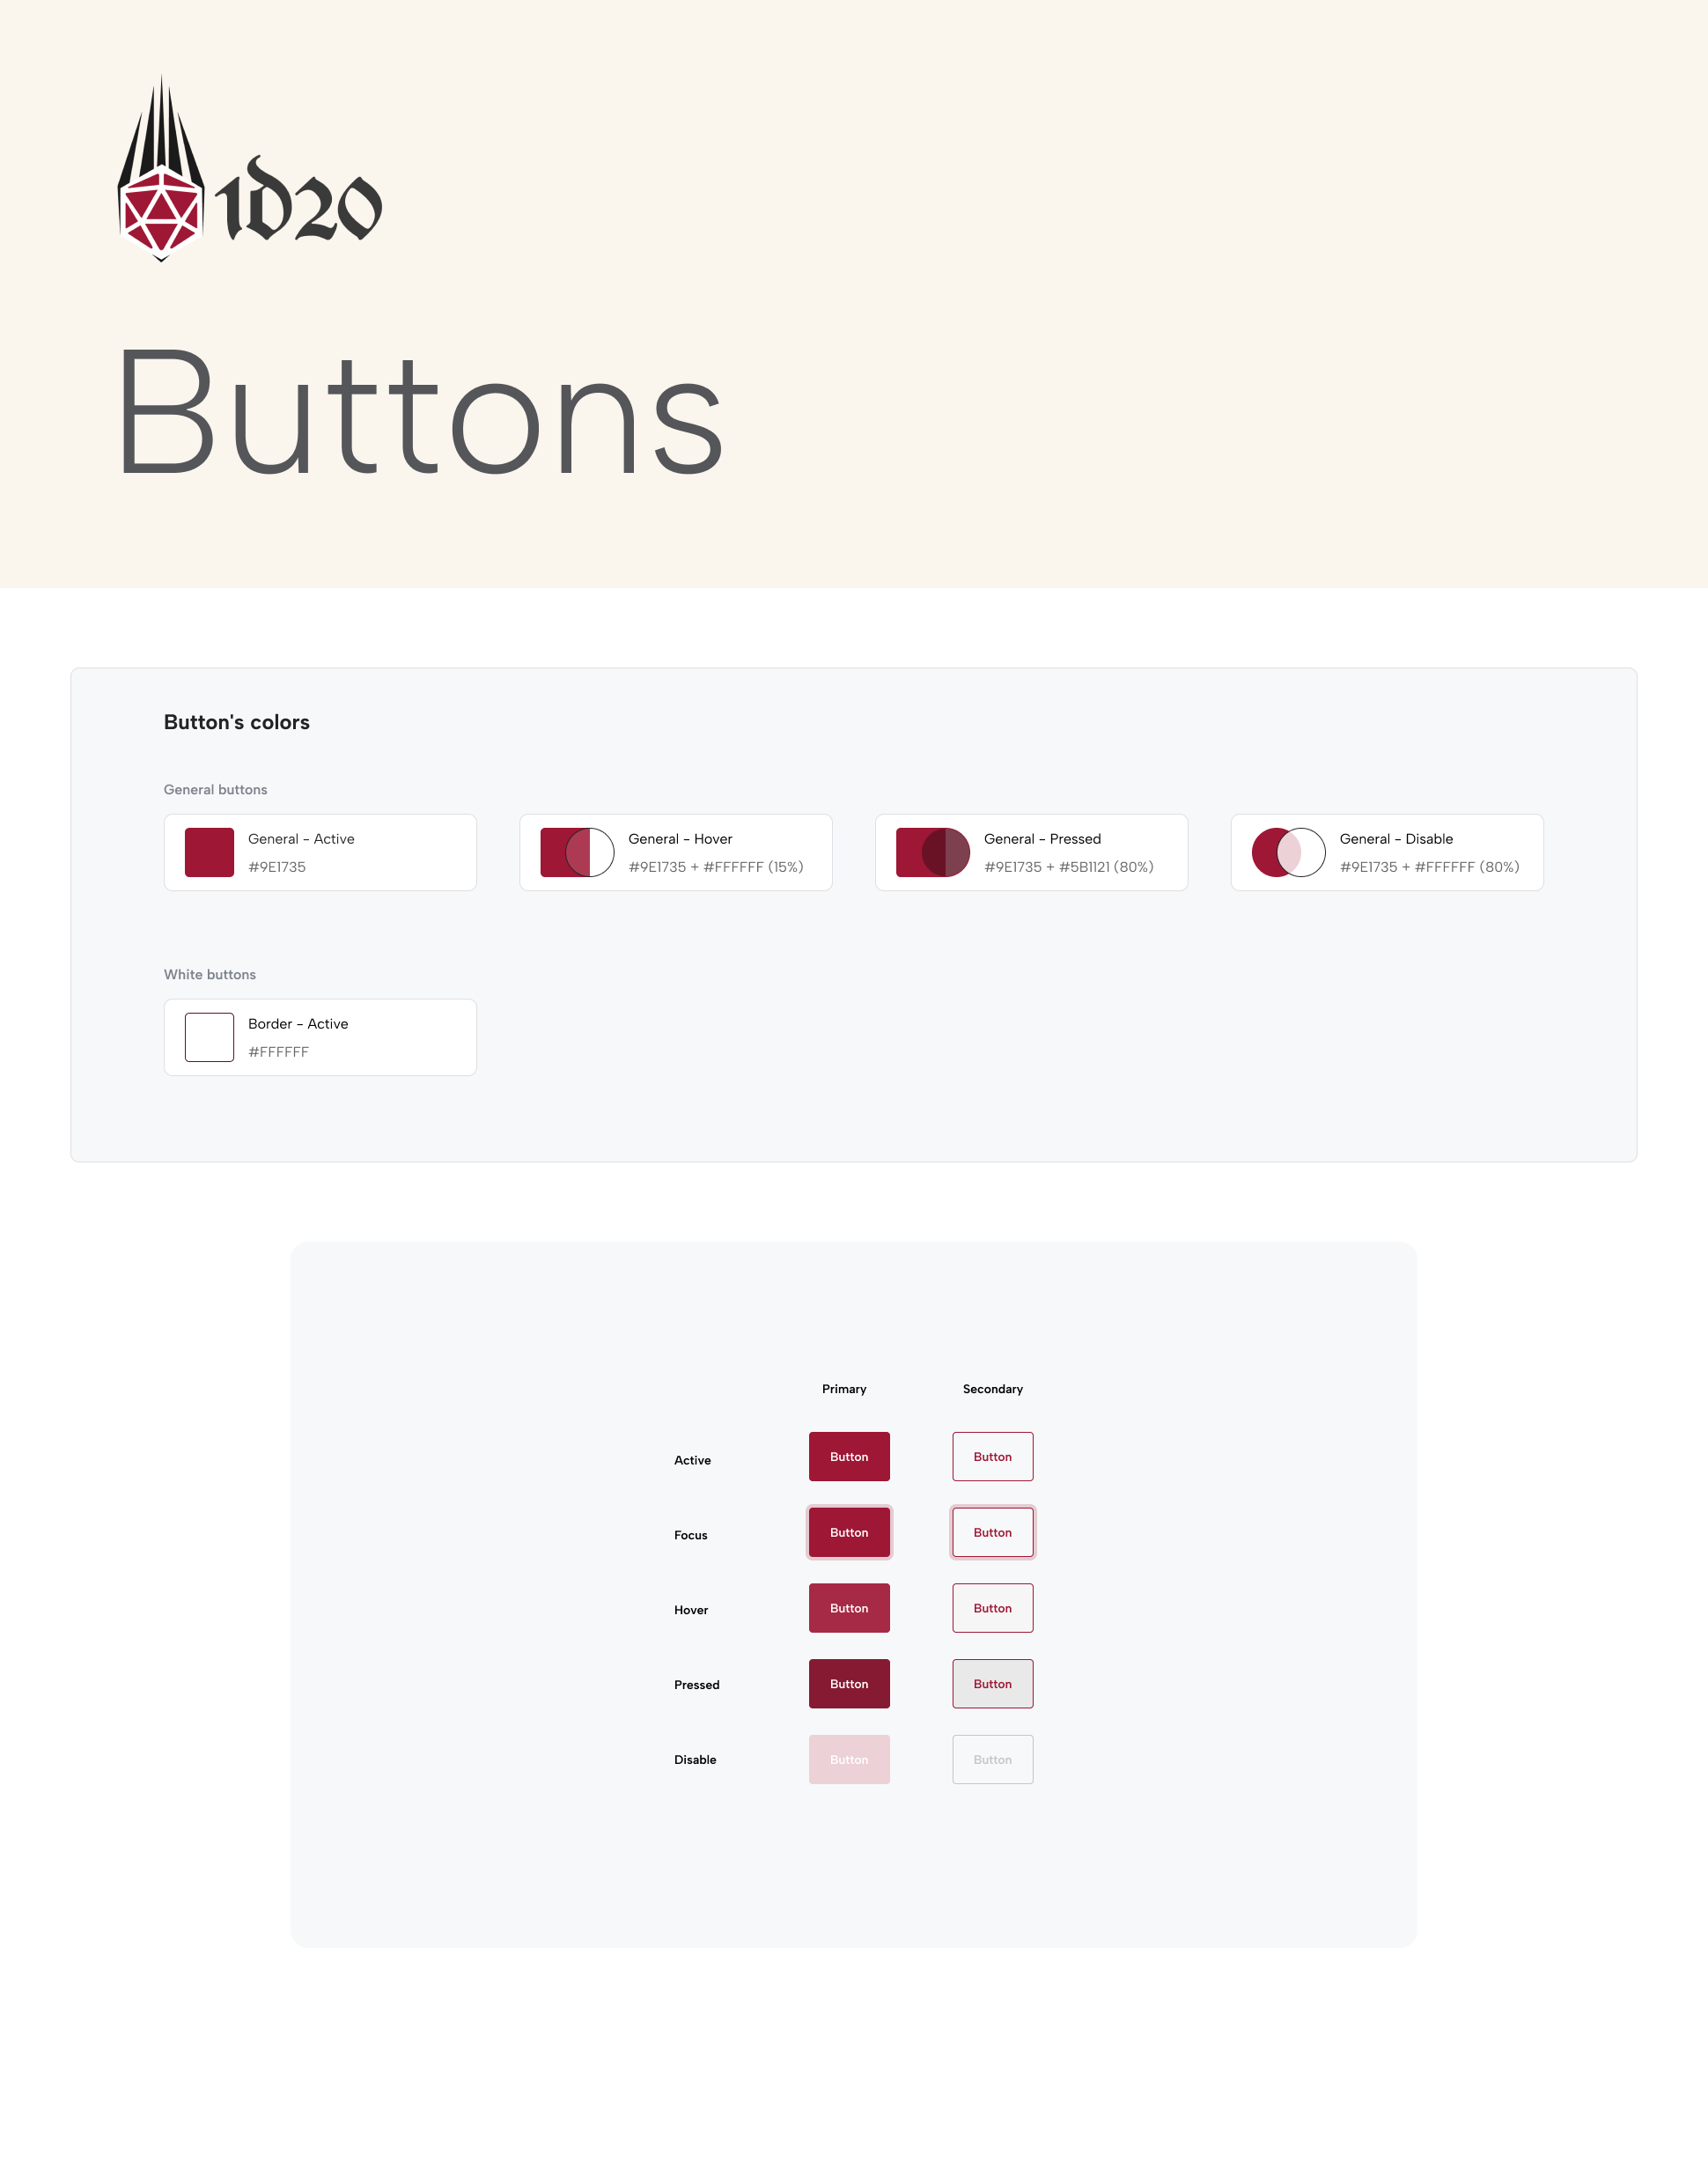 1D20
Buttons
Button's colors
General buttons
General - Active
#9E1735
General - Hover
#9E1735 + #FFFFFF (15%)
General - Pressed
#9E1735 + #5B1121 (80%)
General - Disable
#9E1735 + #FFFFFF (80%)
White buttons
Border - Active
#FFFFFF
Primary Secondary
Active Button Button
Focus Button Button
Hover Button Button
Pressed Button Button
Disable Button Button